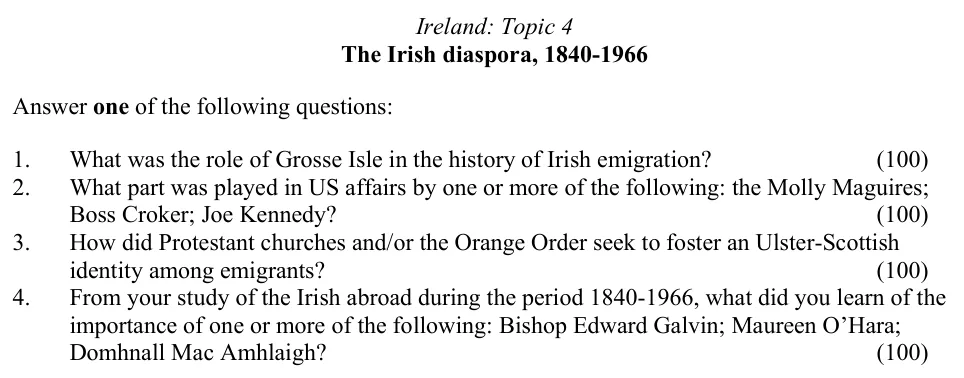 Ireland: Topic 4
The Irish diaspora, 1840-1966
Answer one of the following questions:
1. What was the role of Grosse Isle in the history of Irish emigration? (100)
2. What part was played in US affairs by one or more of the following: the Molly Maguires;
Boss Croker; Joe Kennedy? (100)
3. How did Protestant churches and/or the Orange Order seek to foster an Ulster-Scottish
identity among emigrants? (100)
4. From your study of the Irish abroad during the period 1840-1966, what did you learn of the
importance of one or more of the following: Bishop Edward Galvin; Maureen O’Hara;
Domhnall Mac Amhlaigh? (100)